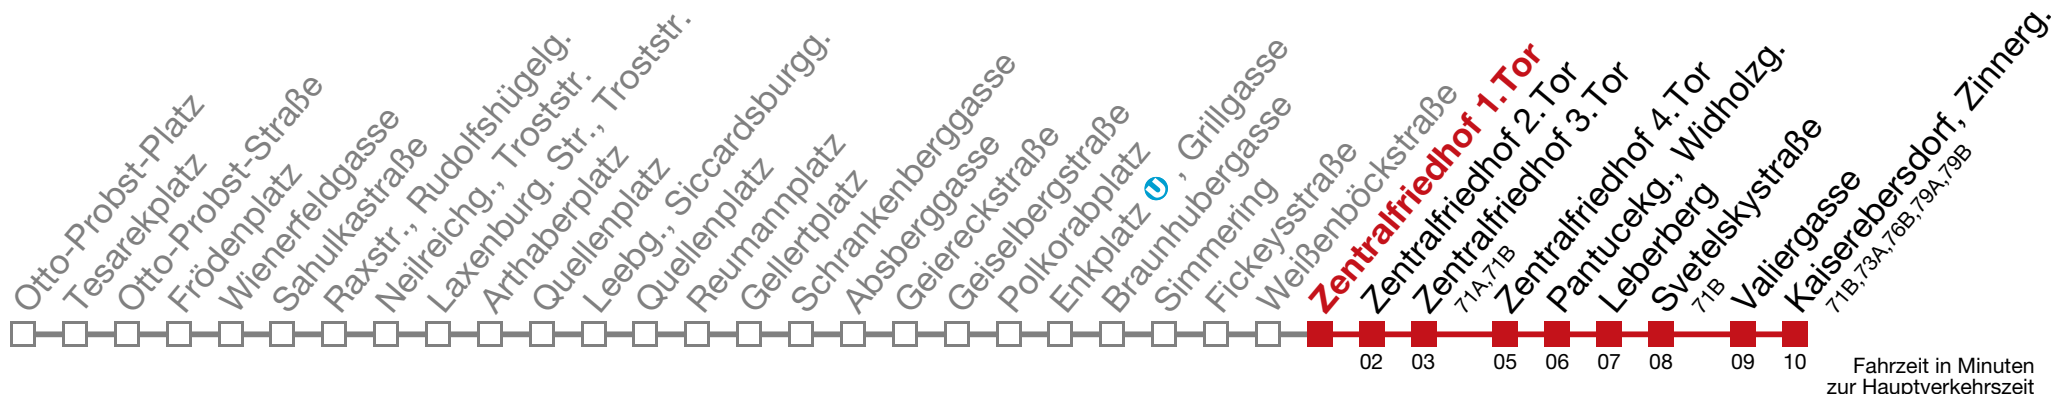 Otto-Probst-Platz
Tesarekplatz
Otto-Probst-Straße
Frödenplatz
Wienerfeldgasse
Sahulkastraße
Raxstr., Rudolfshügelg.
Neilreichg., Troststr.
Laxenburg. Str., Troststr.
Arthaberplatz
Quellenplatz
Leebg., Siccardsburgg.
Quellenplatz
Reumannplatz
Gellertplatz
Schrankenberggasse
Absberggasse
Geiereckstraße
Geiselbergstraße
Polkorabplatz
Enkplatz U, Grillgasse
Braunhubergasse
Simmering
Fickeysstraße
Weißenböckstraße
Zentralfriedhof 1.Tor
Zentralfriedhof 2.Tor
Zentralfriedhof 3.Tor
71A,71B
Zentralfriedhof 4.Tor
Pantucekg., Widholzg.
Leberberg
Svetelskystraße
71B
Valiergasse
Kaiserebersdorf, Zinnerg.
71B,73A,76B,79A,79B
02 03 05 06 07 08 09 10
Fahrzeit in Minuten
zur Hauptverkehrszeit